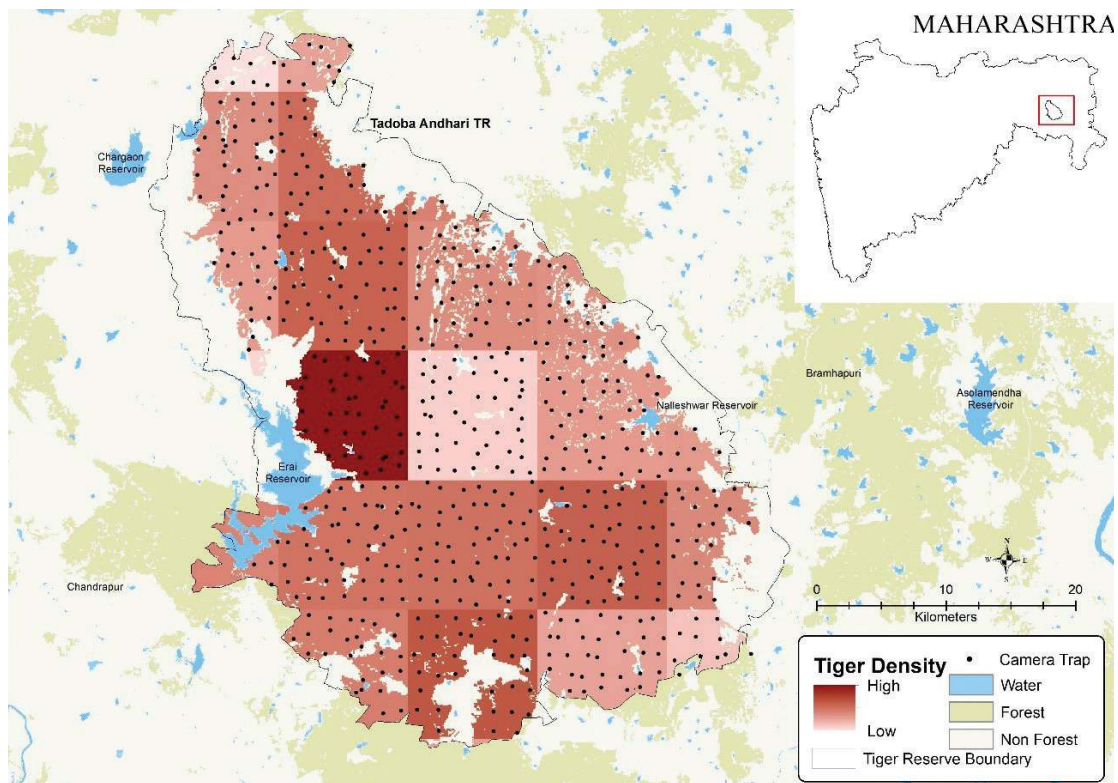 MAHARASHTRA
Tadoba Andhari TR
Chargaon
Reservoir
Bramhapuri
Asolamendha
Reservoir
Nalleshwar Reservoir
Erai
Reservoir
Chandrapur
N
W E
S
0 5 10 20
Kilometers
Tiger Density
High
Low
Tiger Reserve Boundary
Camera Trap
Water
Forest
Non Forest